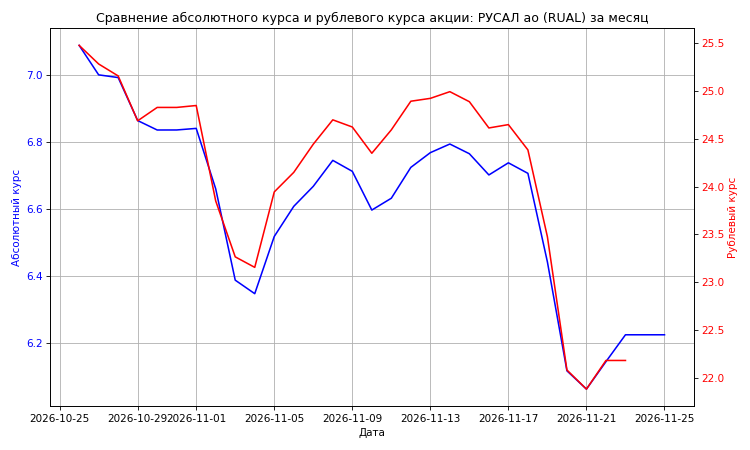 Сравнение абсолютного курса и рублевого курса акции: РУСАЛ ао (RUAL) за месяц
Абсолютный курс
7.0
6.8
6.6
6.4
6.2
25.5
25.0
24.5
24.0
23.5
23.0
22.5
22.0
Рублевый курс
2026-10-25 2026-10-29 2026-11-01 2026-11-05 2026-11-09 2026-11-13 2026-11-17 2026-11-21 2026-11-25
Дата